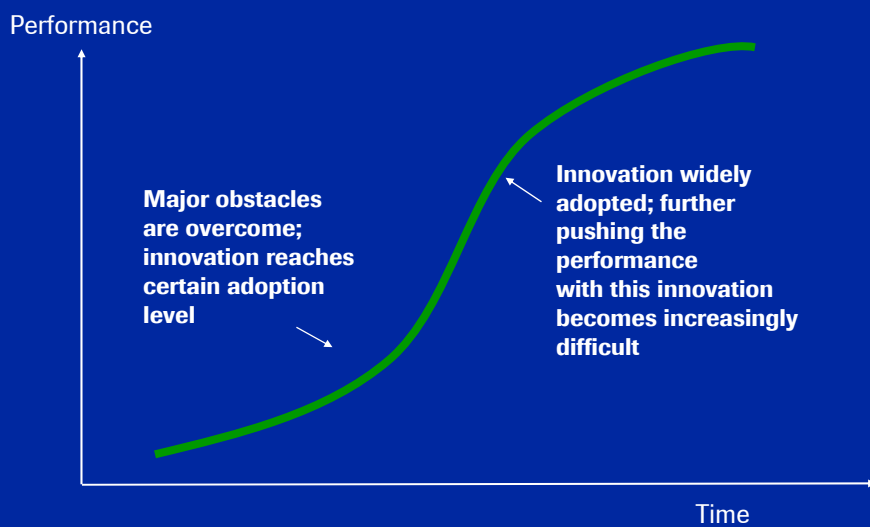 Performance
Major obstacles
are overcome;
innovation reaches
certain adoption
level
Innovation widely
adopted; further
pushing the
performance
with this innovation
becomes increasingly
difficult
Time